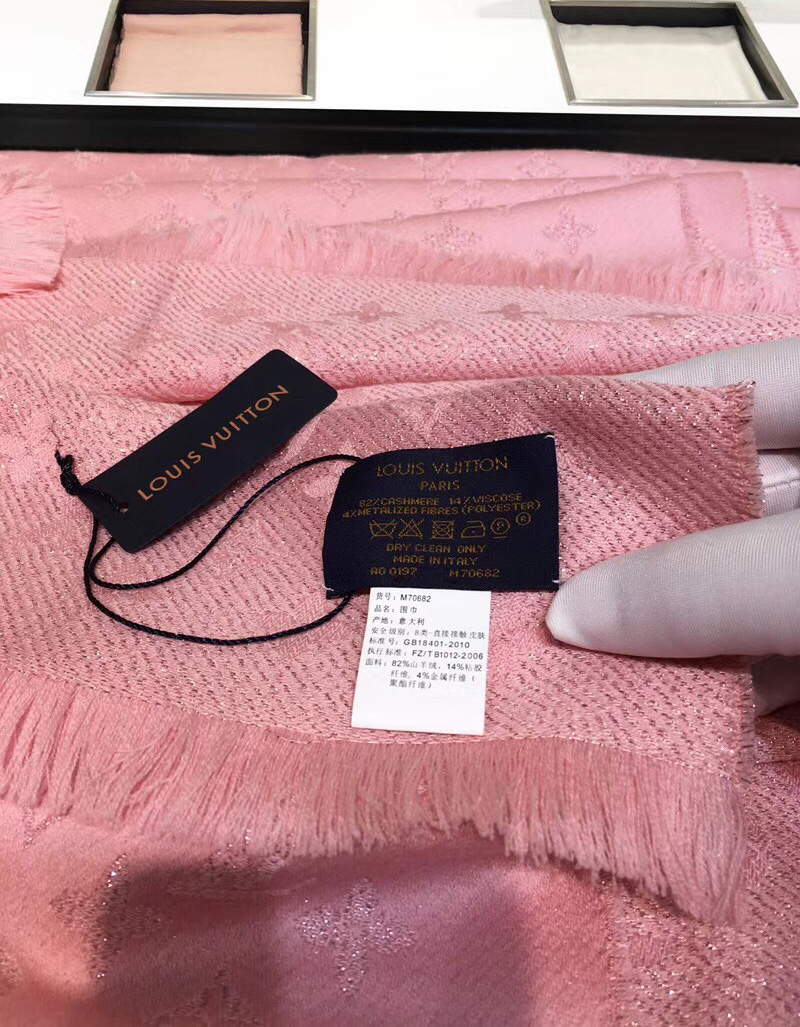 LOUIS VUITTON
LOUIS VUITTON
PARIS
82%CASHMERE 14%VISCOSE
4%METALIZED FIBRES (POLYESTER)
P
®
DRY CLEAN ONLY
MADE IN ITALY
AO 0197 M70682
货号: M70682
品名: 围巾
产地: 意大利
安全级别: B类-直接接触皮肤
标准号: GB18401-2010
执行标准: FZ/TB1012-2006
面料: 82%山羊绒, 14%粘胶
纤维, 4%金属纤维(
聚酯纤维)